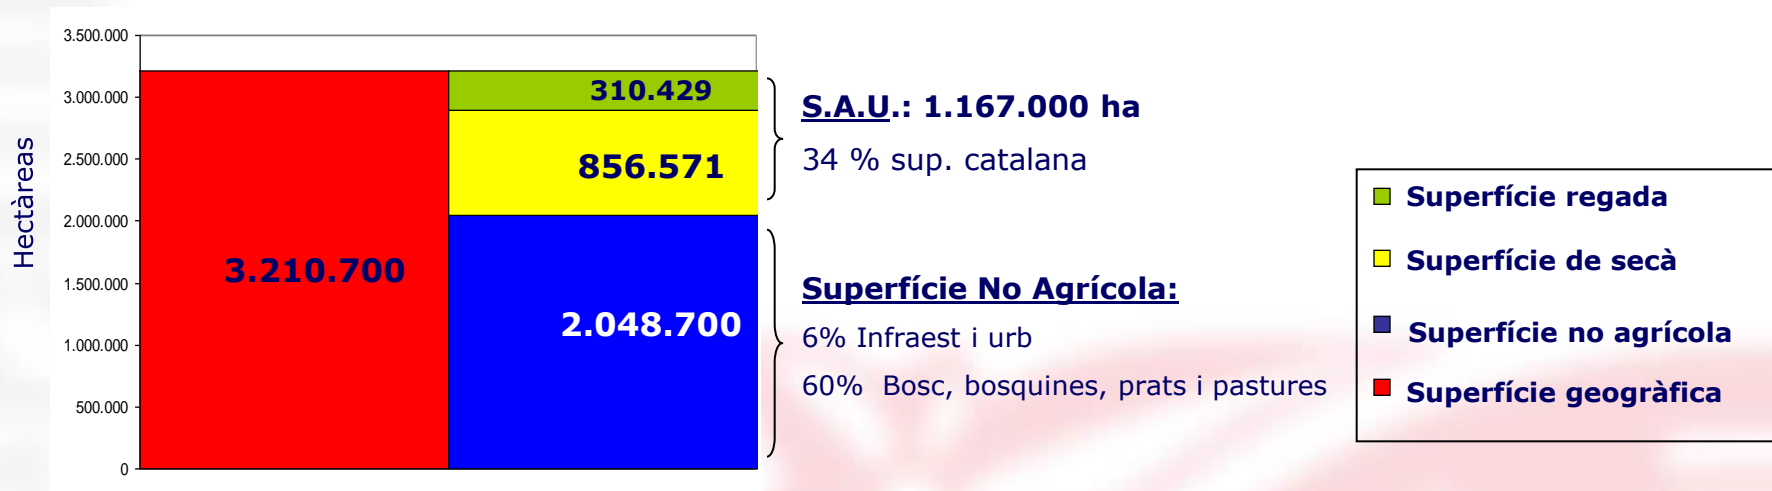 3.500.000
3.000.000
2.500.000
2.000.000
1.500.000
1.000.000
500.000
0
Hectàreas
3.210.700
310.429
856.571
2.048.700
S.A.U.: 1.167.000 ha
34 % sup. catalana
Superfície No Agrícola:
6% Infraest i urb
60% Bosc, bosquines, prats i pastures
Superfície regada
Superfície de secà
Superfície no agrícola
Superfície geogràfica